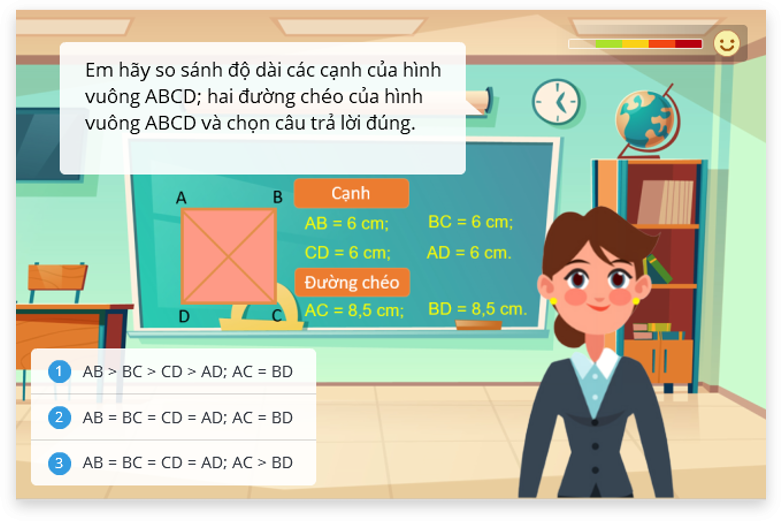 Em hãy so sánh độ dài các cạnh của hình
vuông ABCD; hai đường chéo của hình
vuông ABCD và chọn câu trả lời đúng.
A
B
D
C
Cạnh
AB = 6 cm;
BC = 6 cm;
CD = 6 cm;
AD = 6 cm.
Đường chéo
AC = 8,5 cm;
BD = 8,5 cm.
1 AB > BC > CD > AD; AC = BD
2 AB = BC = CD = AD; AC = BD
3 AB = BC = CD = AD; AC > BD